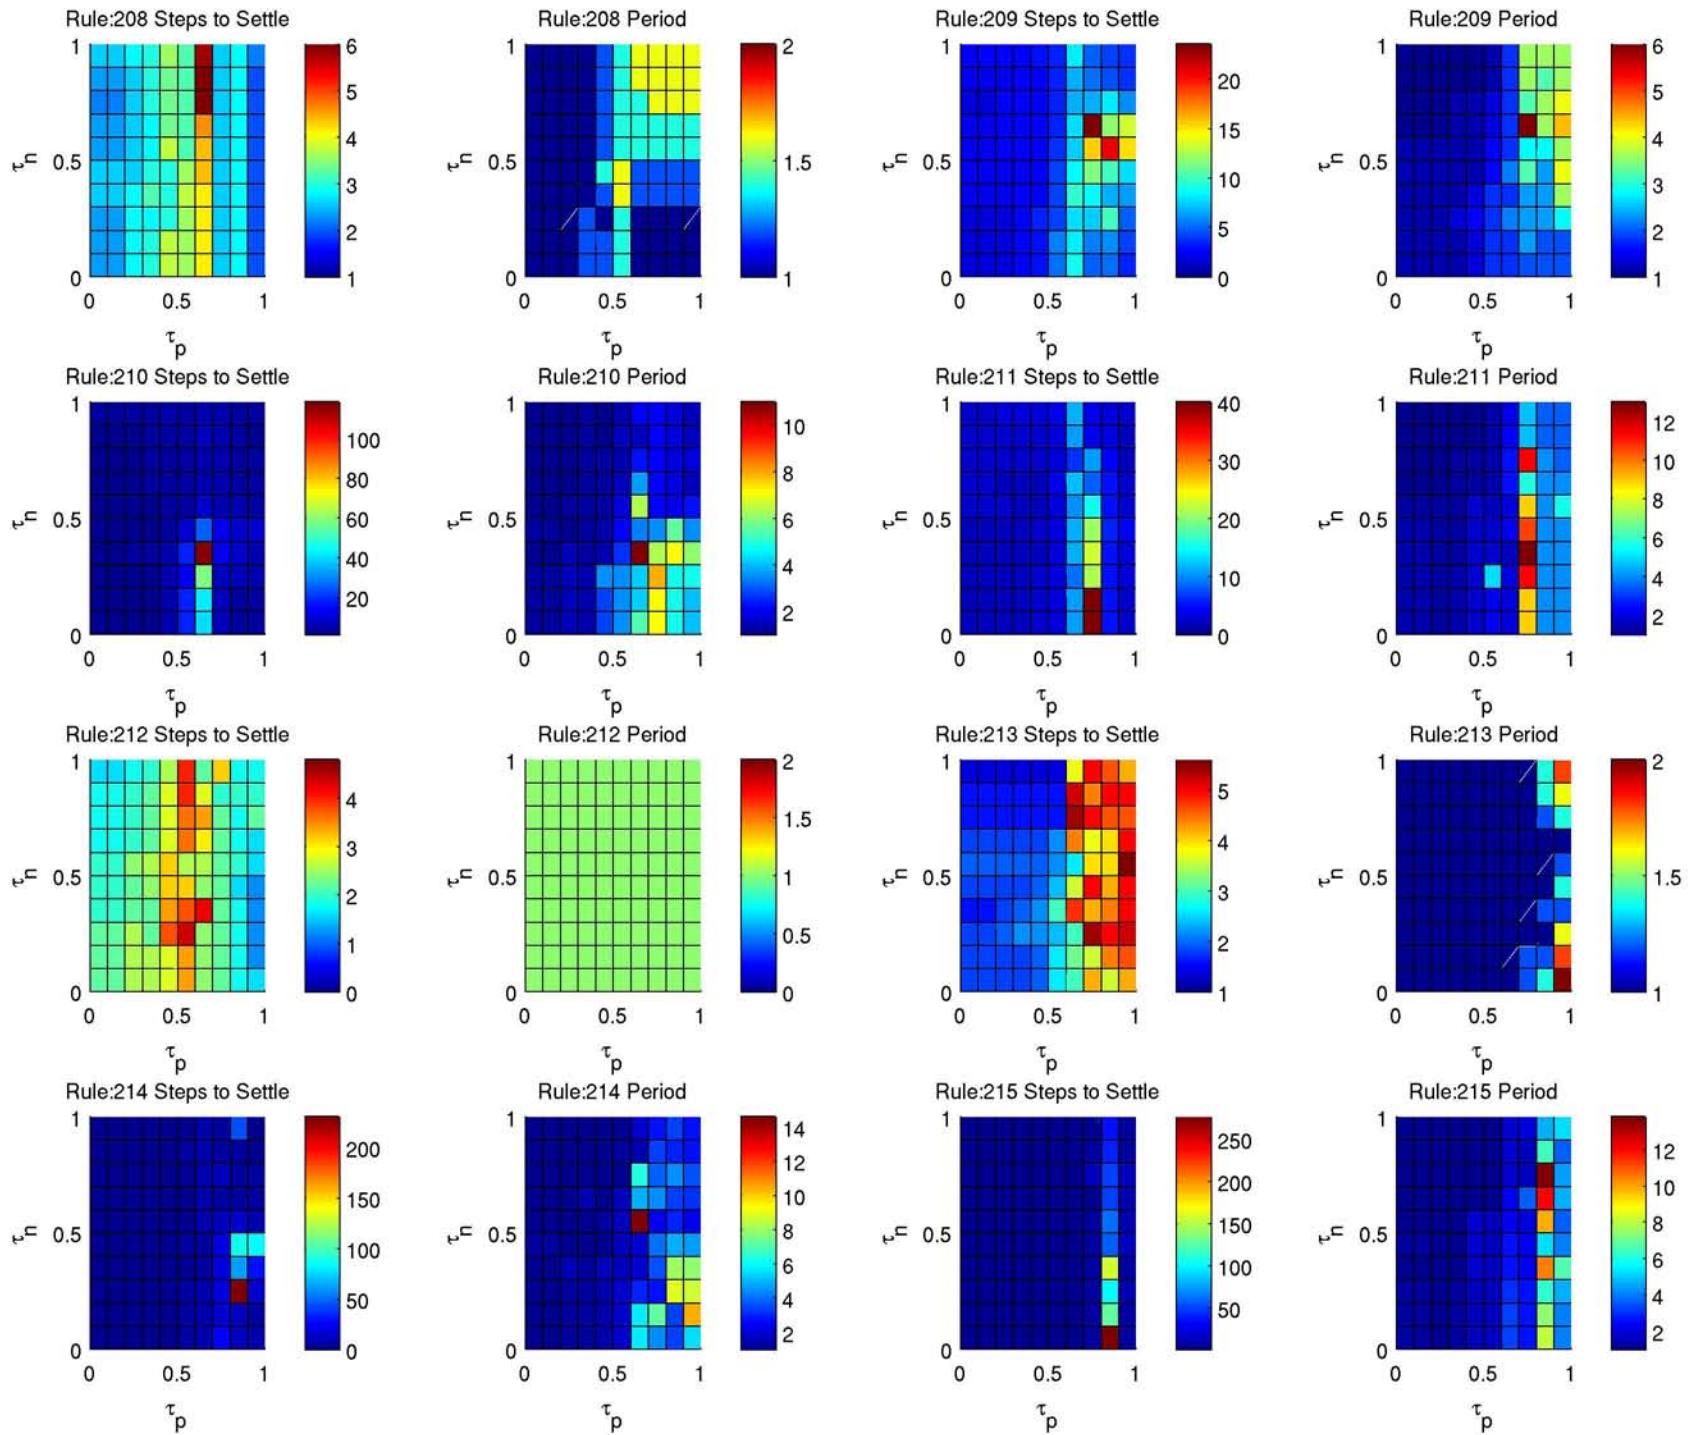 Rule:208 Steps to Settle
Rule:208 Period
Rule:209 Steps to Settle
Rule:209 Period
1 0.5 0 τn 0 0.5 1 τp 6 5 4 3 2 1
1 0.5 0 τn 0 0.5 1 τp 2 1.5 1
1 0.5 0 τn 0 0.5 1 τp 20 15 10 5 0
1 0.5 0 τn 0 0.5 1 τp 6 5 4 3 2 1
Rule:210 Steps to Settle
Rule:210 Period
Rule:211 Steps to Settle
Rule:211 Period
1 0.5 0 τn 0 0.5 1 τp 100 80 60 40 20
1 0.5 0 τn 0 0.5 1 τp 10 8 6 4 2
1 0.5 0 τn 0 0.5 1 τp 40 30 20 10 0
1 0.5 0 τn 0 0.5 1 τp 12 10 8 6 4 2
Rule:212 Steps to Settle
Rule:212 Period
Rule:213 Steps to Settle
Rule:213 Period
1 0.5 0 τn 0 0.5 1 τp 4 3 2 1 0
1 0.5 0 τn 0 0.5 1 τp 2 1.5 1 0.5 0
1 0.5 0 τn 0 0.5 1 τp 5 4 3 2 1
1 0.5 0 τn 0 0.5 1 τp 2 1.5 1
Rule:214 Steps to Settle
Rule:214 Period
Rule:215 Steps to Settle
Rule:215 Period
1 0.5 0 τn 0 0.5 1 τp 200 150 100 50 0
1 0.5 0 τn 0 0.5 1 τp 14 12 10 8 6 4 2
1 0.5 0 τn 0 0.5 1 τp 250 200 150 100 50
1 0.5 0 τn 0 0.5 1 τp 12 10 8 6 4 2